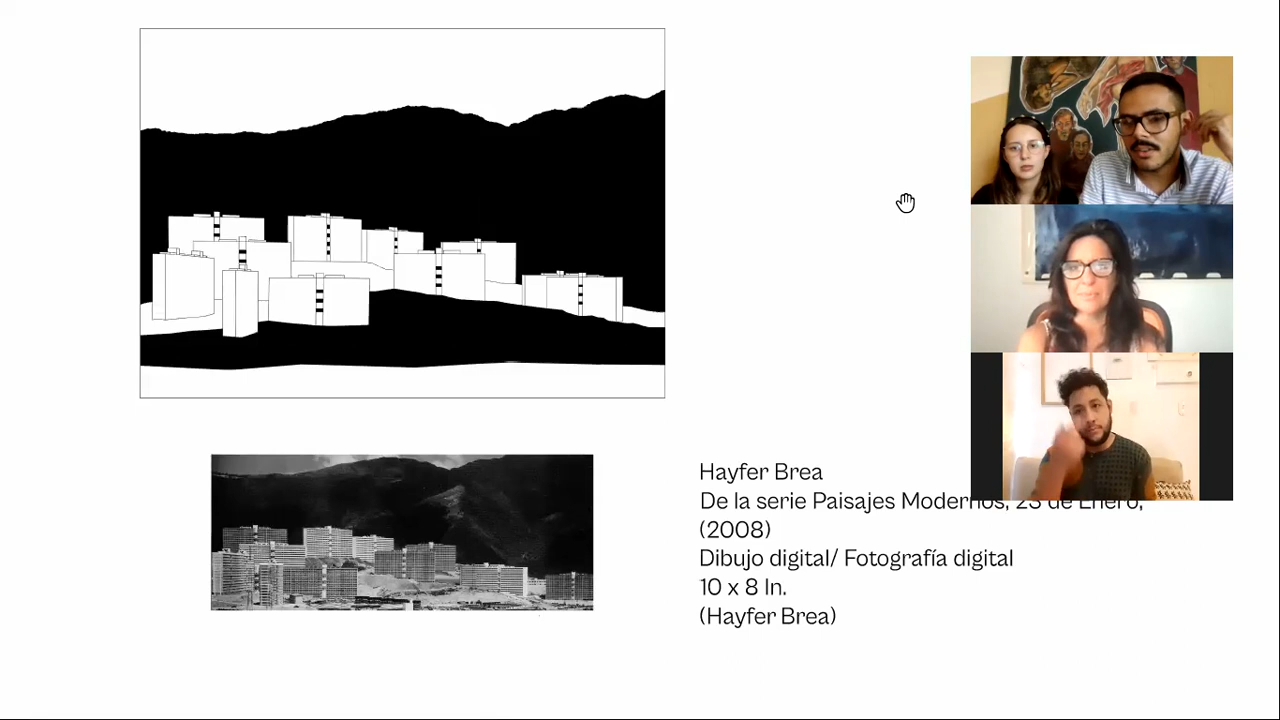 Hayfer Brea
De la serie Paisajes Modernos, 23 de Enero,
(2008)
Dibujo digital/ Fotografía digital
10 x 8 In.
(Hayfer Brea)